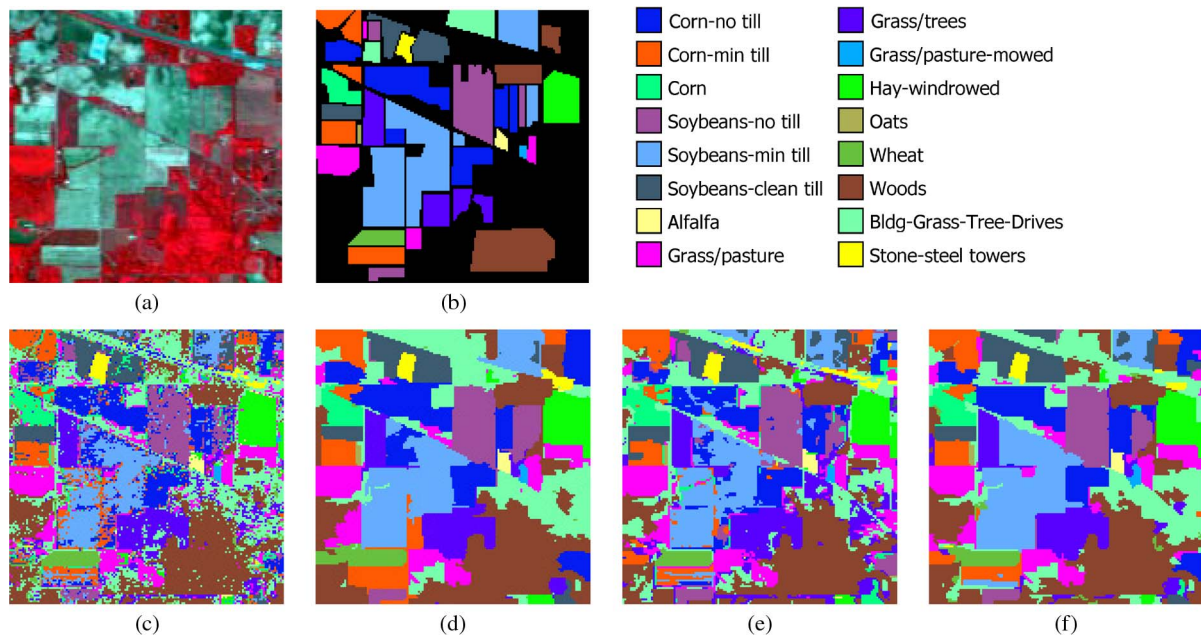 Corn-no till
Corn-min till
Corn
Soybeans-no till
Soybeans-min till
Soybeans-clean till
Alfalfa
Grass/pasture
Grass/trees
Grass/pasture-mowed
Hay-windrowed
Oats
Wheat
Woods
Bldg-Grass-Tree-Drives
Stone-steel towers
(a)
(b)
(c)
(d)
(e)
(f)